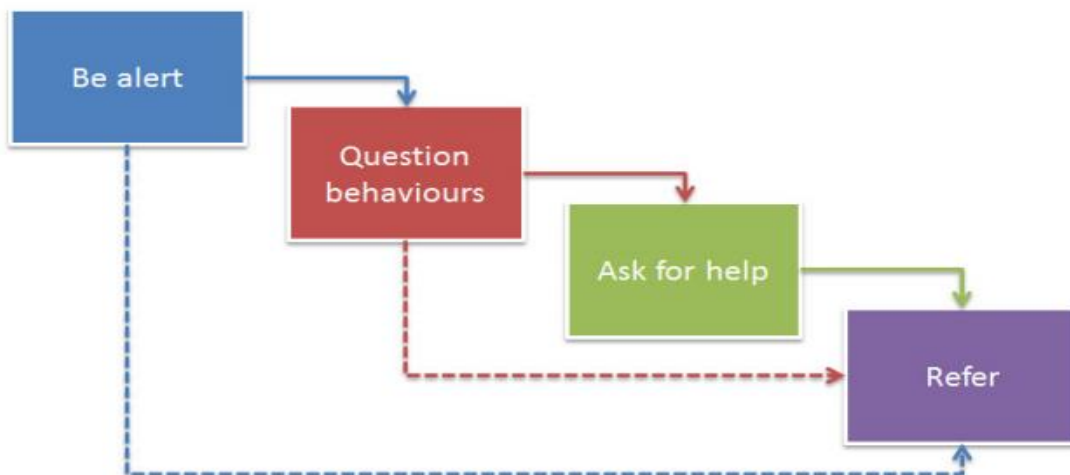 Be alert
Question
behaviours
Ask for help
Refer